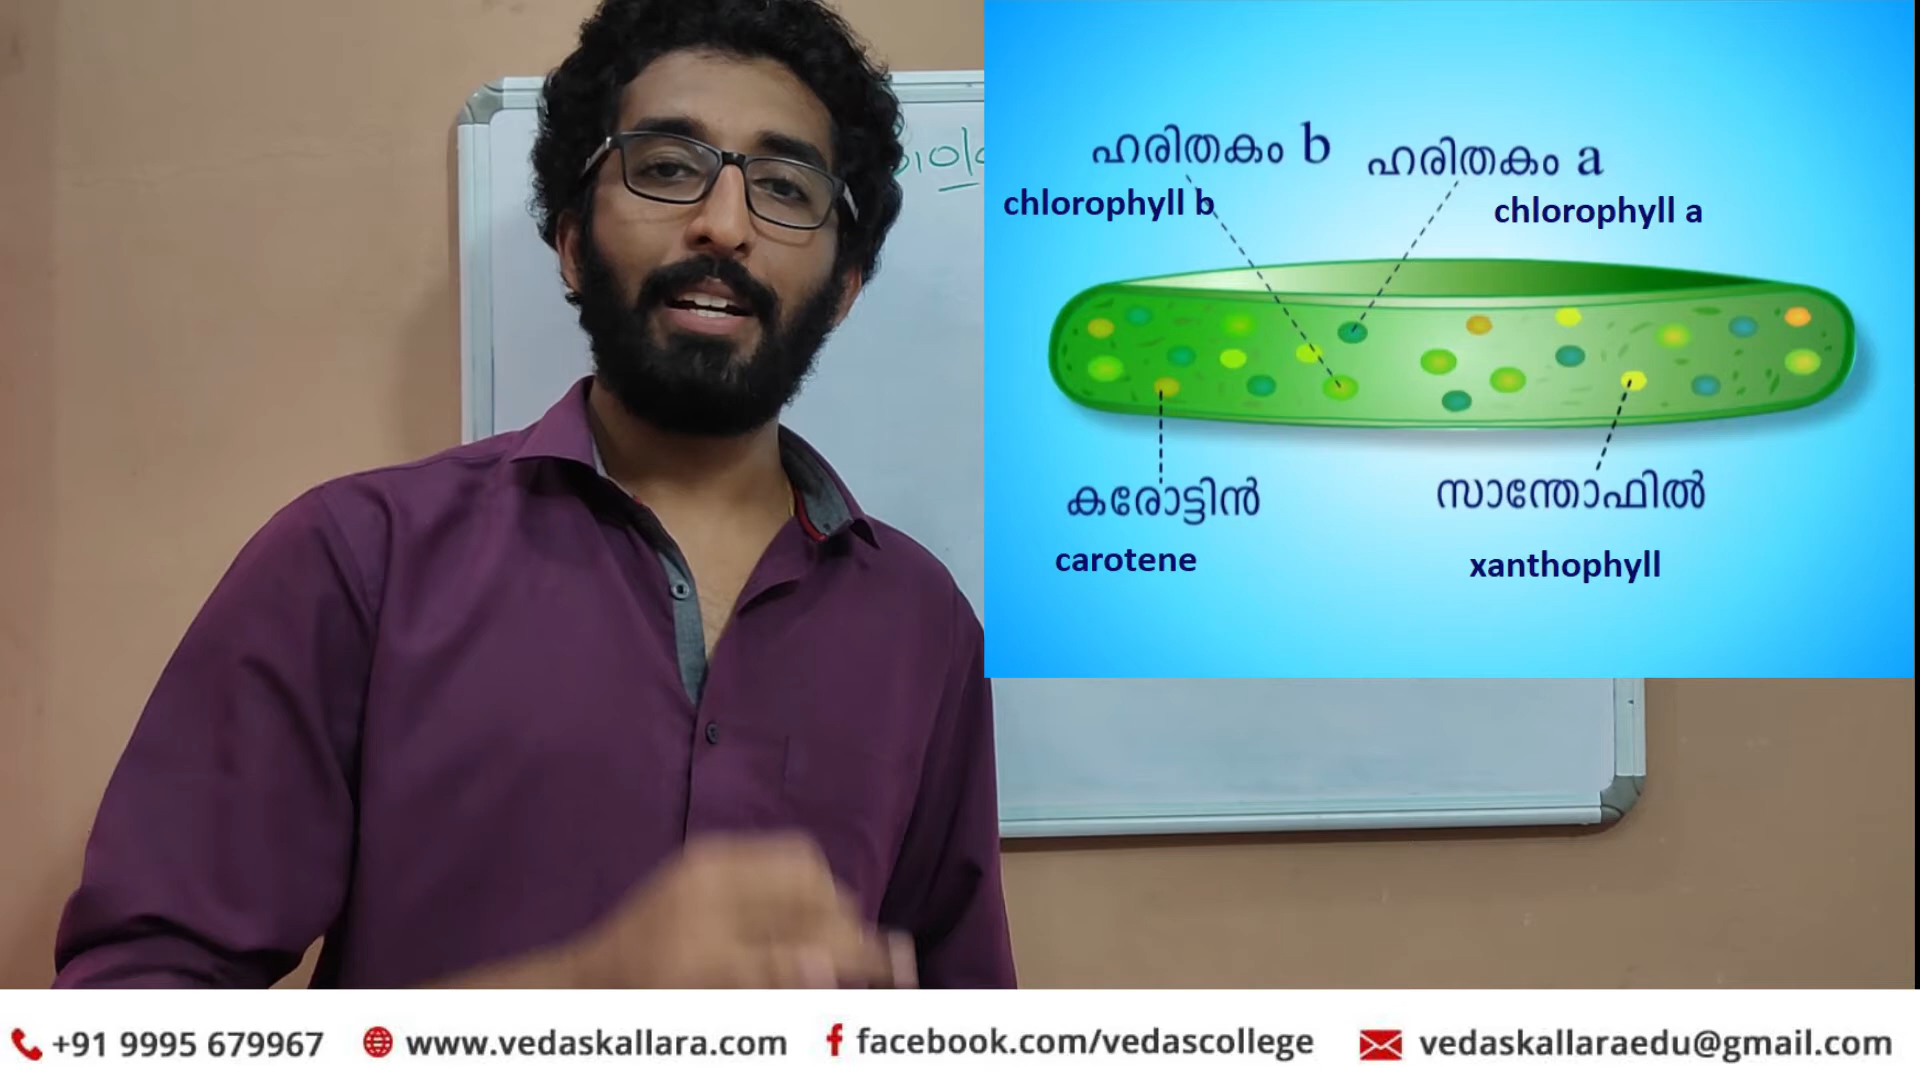 ഹരിതകം b
ഹരിതകം a
chlorophyll b
chlorophyll a
കരോട്ടിൻ
സാന്തോഫിൽ
carotene
xanthophyll
+91 9995 679967
www.vedaskallara.com
facebook.com/vedascollege
vedaskallaraedu@gmail.com